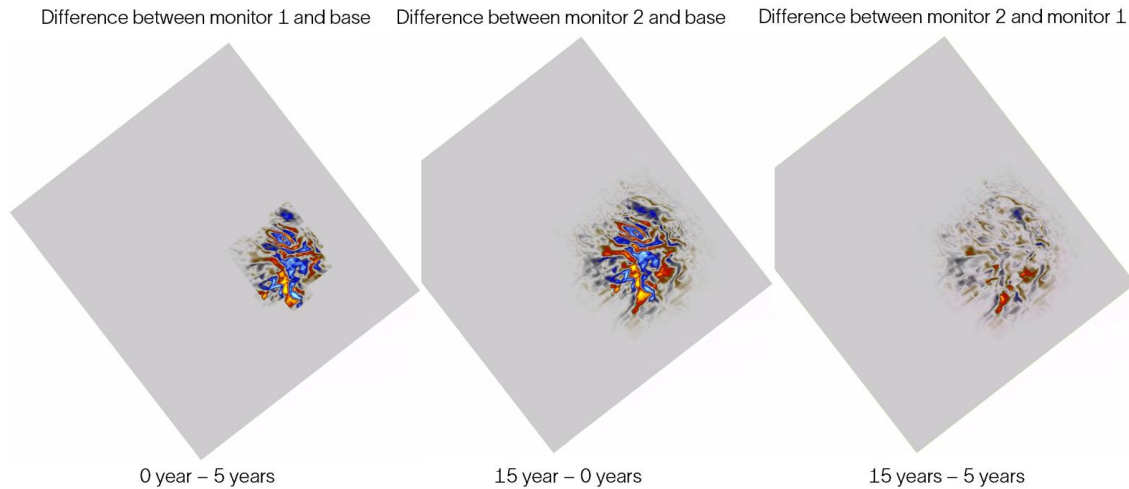 Difference between monitor 1 and base
Difference between monitor 2 and base
Difference between monitor 2 and monitor 1
0 year – 5 years
15 year – 0 years
15 years – 5 years